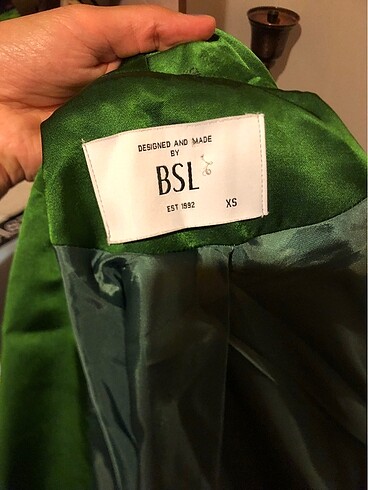 DESIGNED AND MADE
BY
BSL
EST 1992
XS